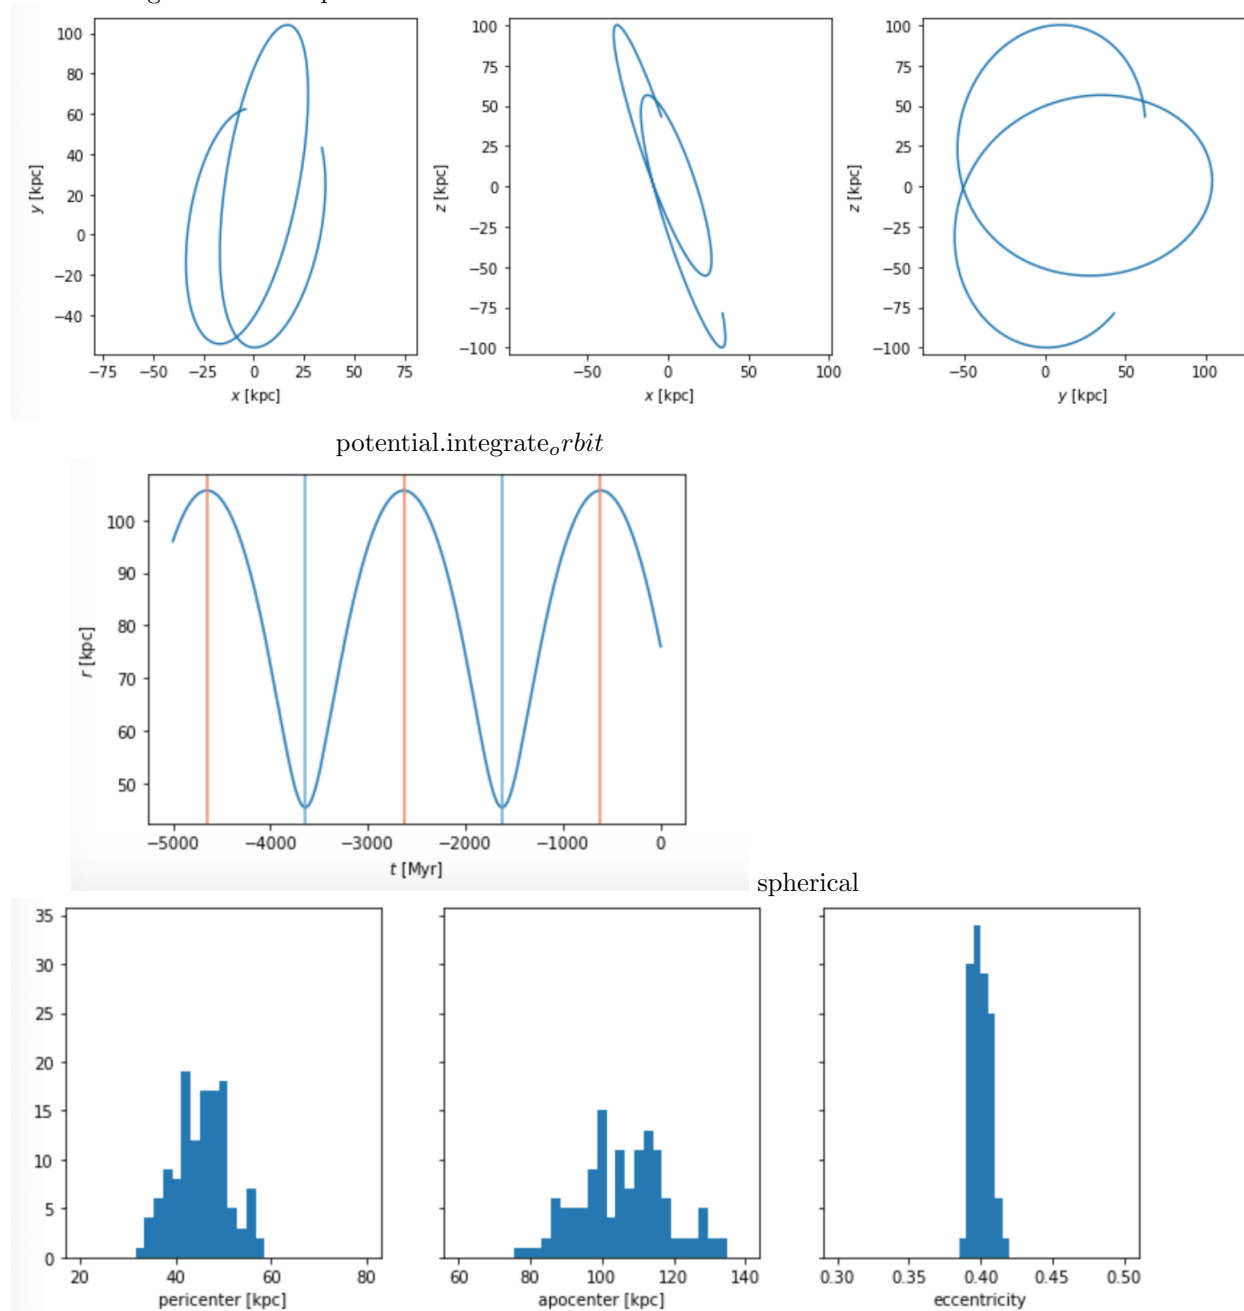 100
80
60
40
20
0
−20
−40
y [kpc]
−75 −50 −25 0 25 50 75
x [kpc]
100
75
50
25
0
−25
−50
−75
−100
z [kpc]
−50 0 50 100
x [kpc]
100
75
50
25
0
−25
−50
−75
−100
z [kpc]
−50 0 50 100
y [kpc]
potential.integrate_orbit
100
90
80
70
60
50
r [kpc]
−5000 −4000 −3000 −2000 −1000 0
t [Myr]
spherical
35
30
25
20
15
10
5
0
20 40 60 80
pericenter [kpc]
60 80 100 120 140
apocenter [kpc]
0.30 0.35 0.40 0.45 0.50
eccentricity